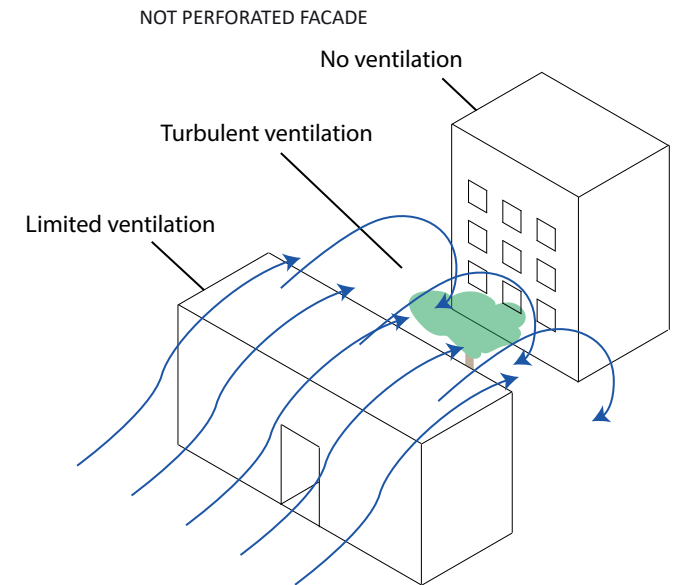 NOT PERFORATED FACADE
No ventilation
Turbulent ventilation
Limited ventilation